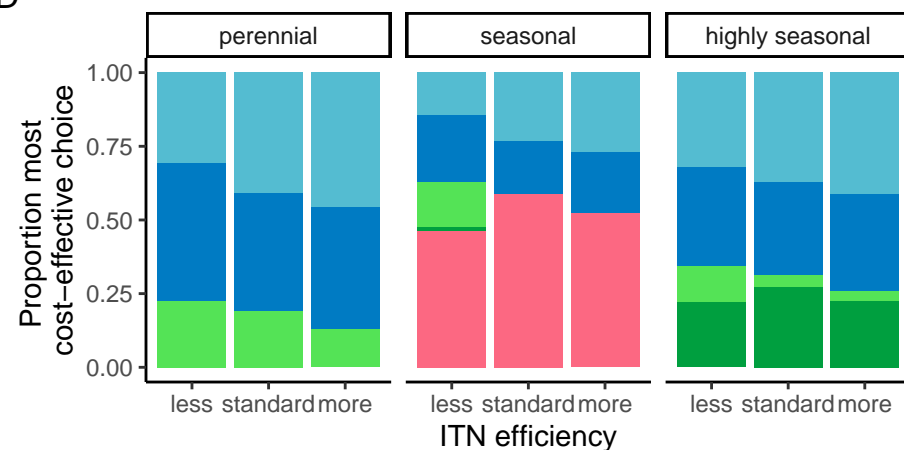 perennial seasonal highly seasonal
Proportion most
cost−effective choice
1.00
0.75
0.50
0.25
0.00
less standard more less standard more less standard more
ITN efficiency